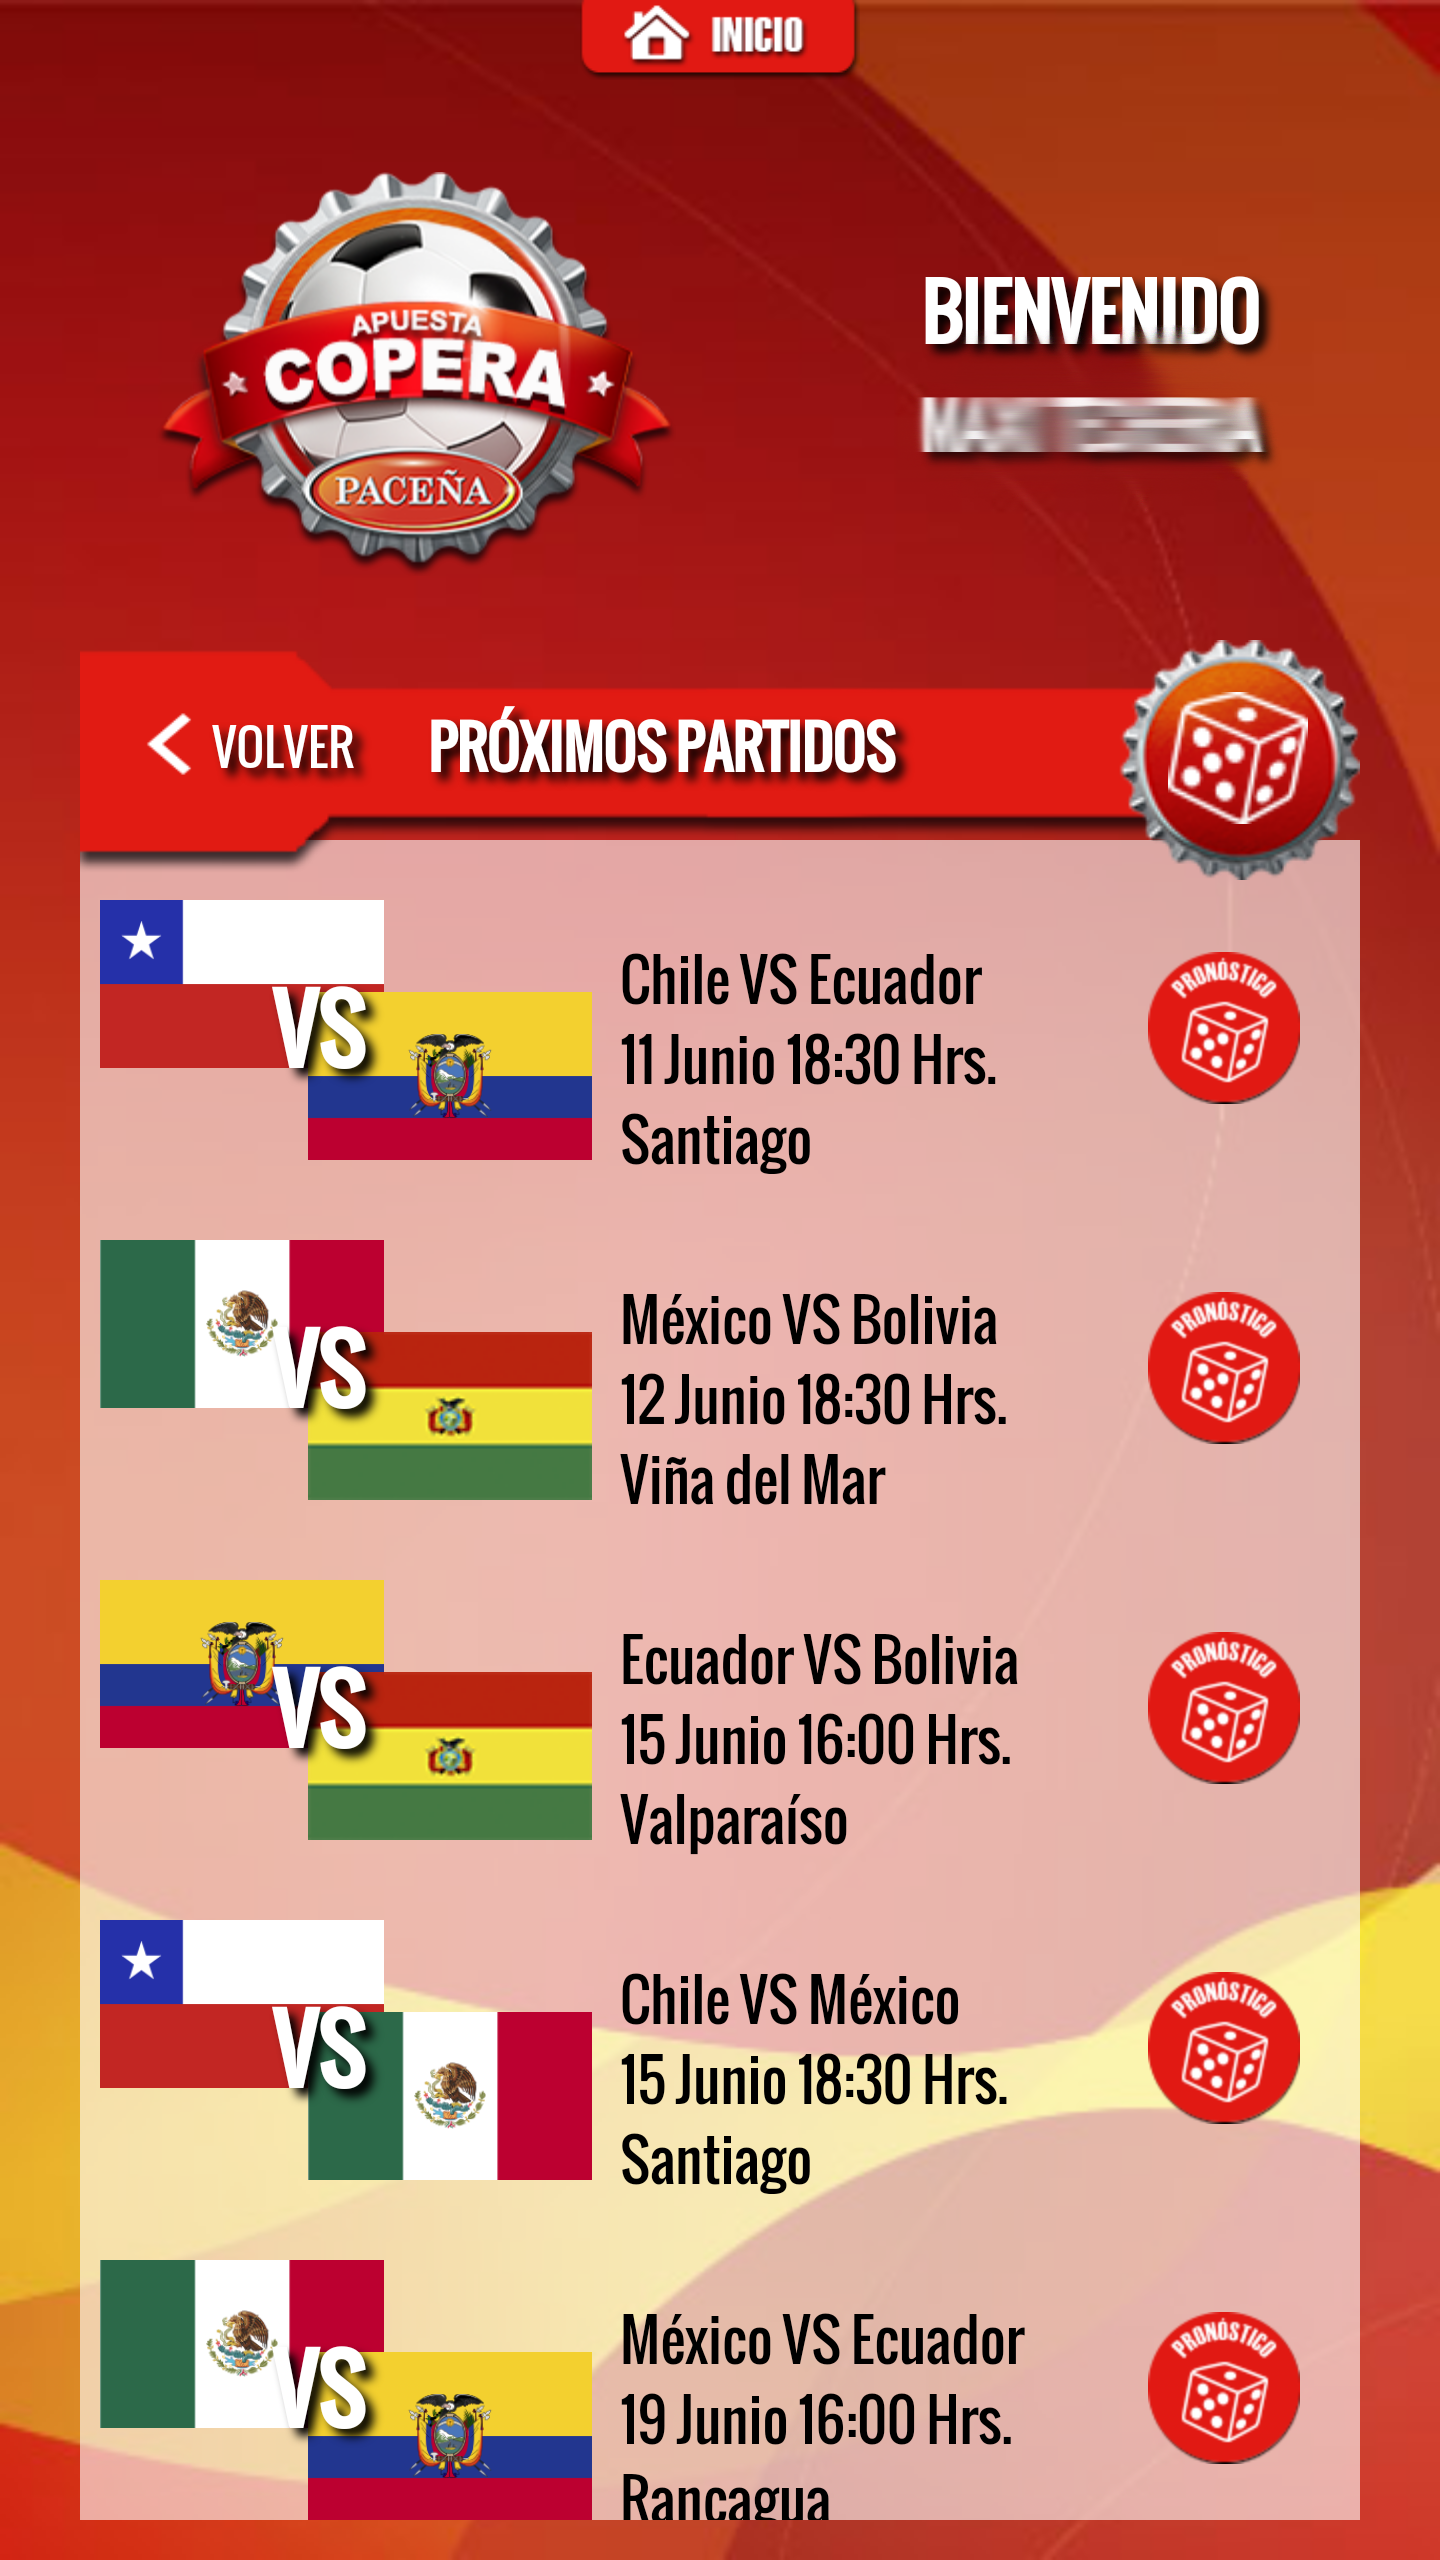 INICIO
APUESTA
COPERA
PACEÑA
BIENVENIDO
VOLVER
PRÓXIMOS PARTIDOS
VS
Chile VS Ecuador
11 Junio 18:30 Hrs.
Santiago
PRONÓSTICO
VS
México VS Bolivia
12 Junio 18:30 Hrs.
Viña del Mar
PRONÓSTICO
VS
Ecuador VS Bolivia
15 Junio 16:00 Hrs.
Valparaíso
PRONÓSTICO
VS
Chile VS México
15 Junio 18:30 Hrs.
Santiago
PRONÓSTICO
VS
México VS Ecuador
19 Junio 16:00 Hrs.
Rancagua
PRONÓSTICO